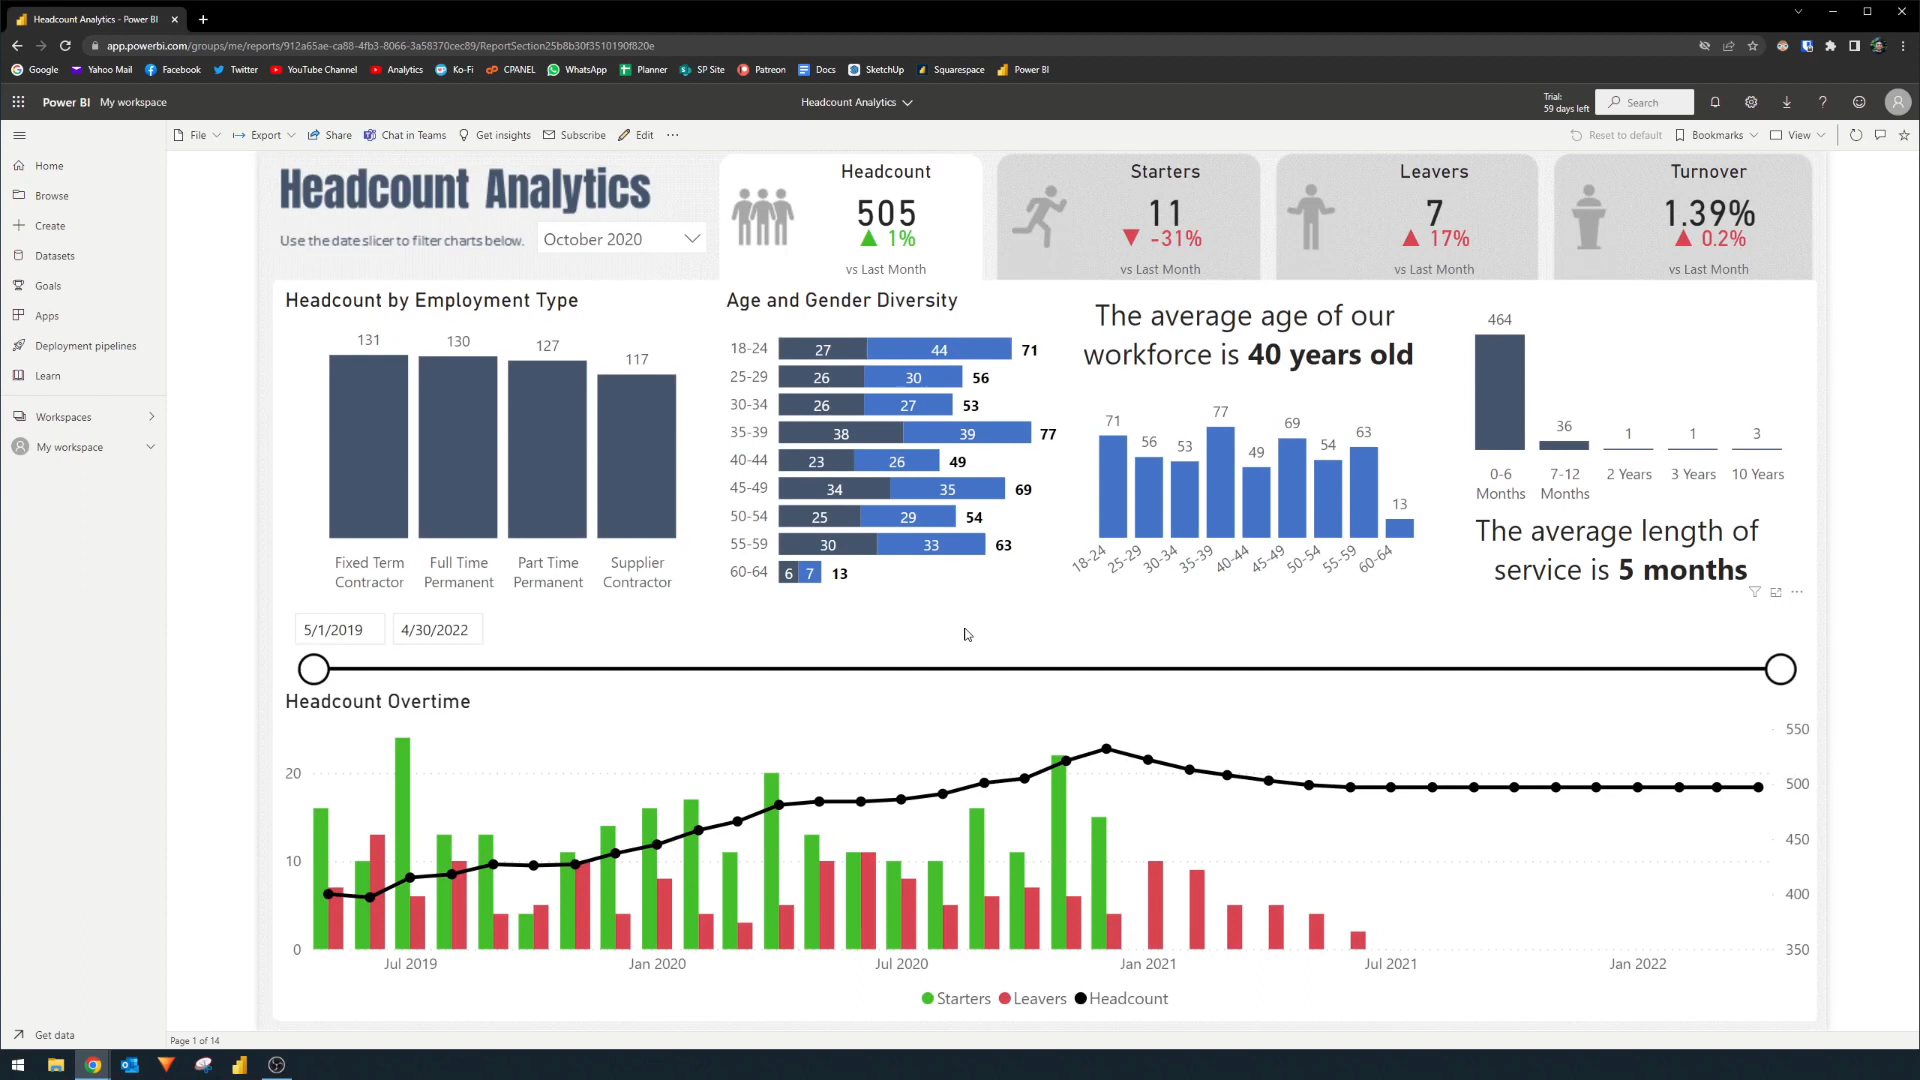 Headcount Analytics - Power BI
app.powerbi.com/groups/me/reports/912a65ae-ca88-4fb3-8066-3a58370cec89/ReportSection25b8b30f3510190f820e
Google Yahoo Mail Facebook Twitter YouTube Channel Analytics Ko-Fi CPANEL WhatsApp Planner SP Site Patreon Docs SketchUp Squarespace Power BI
Power BI My workspace
Headcount Analytics
Trial:
59 days left
Search
File Export Share Chat in Teams Get insights Subscribe Edit
Reset to default Bookmarks View
Home
Browse
Create
Datasets
Goals
Apps
Deployment pipelines
Learn
Workspaces
My workspace
Get data
Headcount Analytics
Use the date slicer to filter charts below.
October 2020
Headcount
505
1%
vs Last Month
Starters
11
-31%
vs Last Month
Leavers
7
17%
vs Last Month
Turnover
1.39%
0.2%
vs Last Month
Headcount by Employment Type
131 130 127 117
Fixed Term Contractor
Full Time Permanent
Part Time Permanent
Supplier Contractor
Age and Gender Diversity
18-24 27 44 71
25-29 26 30 56
30-34 26 27 53
35-39 38 39 77
40-44 23 26 49
45-49 34 35 69
50-54 25 29 54
55-59 30 33 63
60-64 6 7 13
The average age of our
workforce is 40 years old
71 56 53 77 49 69 54 63 13
18-24 25-29 30-34 35-39 40-44 45-49 50-54 55-59 60-64
464 36 1 1 3
0-6 Months
7-12 Months
2 Years
3 Years
10 Years
The average length of
service is 5 months
5/1/2019 4/30/2022
Headcount Overtime
20
10
0
550
500
450
400
350
Jul 2019 Jan 2020 Jul 2020 Jan 2021 Jul 2021 Jan 2022
Starters Leavers Headcount
Page 1 of 14